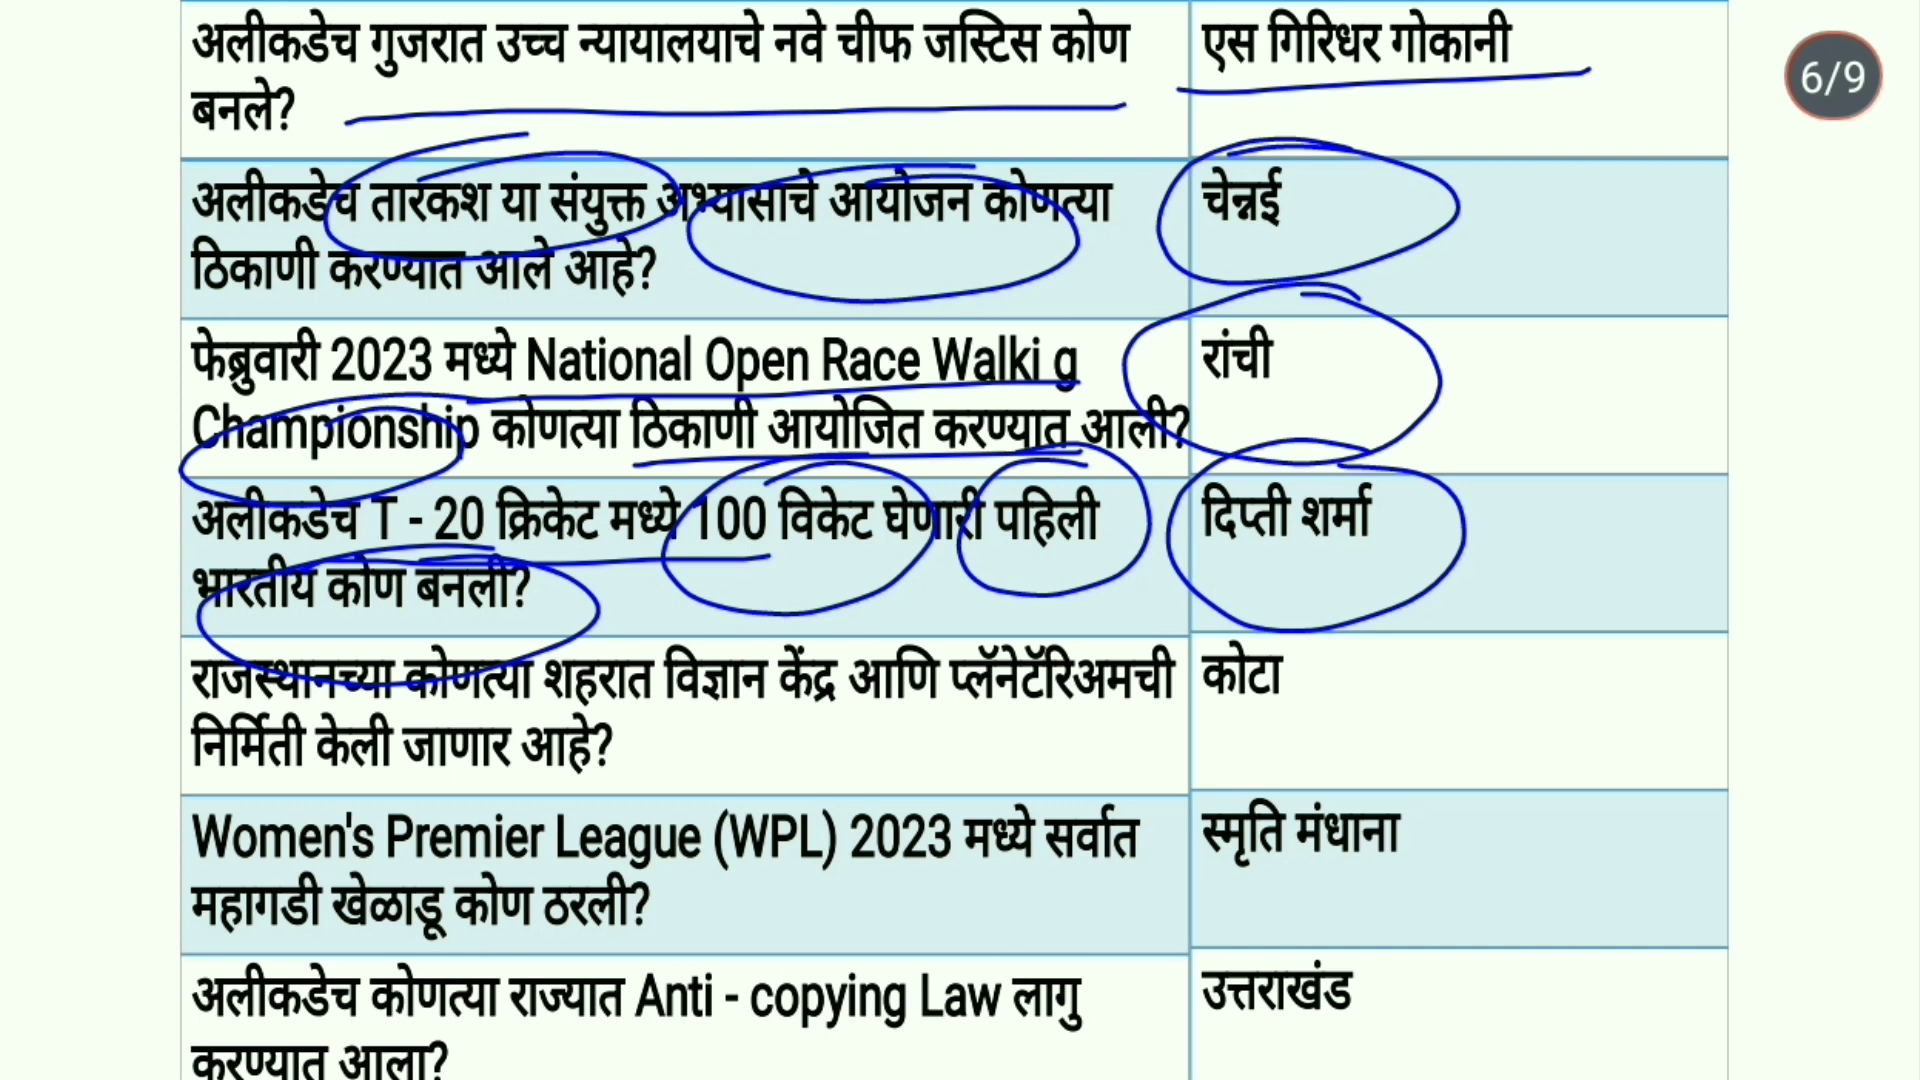 अलीकडेच गुजरात उच्च न्यायालयाचे नवे चीफ जस्टिस कोण
बनले?
एस गिरिधर गोकानी
6/9
अलीकडेच तारकश या संयुक्त अभ्यासाचे आयोजन कोणत्या
ठिकाणी करण्यात आले आहे?
चेन्नई
फेब्रुवारी 2023 मध्ये National Open Race Walki g
Championship कोणत्या ठिकाणी आयोजित करण्यात आली?
रांची
अलीकडेच T - 20 क्रिकेट मध्ये 100 विकेट घेणारी पहिली
भारतीय कोण बनली?
दिप्ती शर्मा
राजस्थानच्या कोणत्या शहरात विज्ञान केंद्र आणि प्लॅनेटॅरिअमची
निर्मिती केली जाणार आहे?
कोटा
Women's Premier League (WPL) 2023 मध्ये सर्वात
महागडी खेळाडू कोण ठरली?
स्मृति मंधाना
अलीकडेच कोणत्या राज्यात Anti - copying Law लागु
करण्यात आला?
उत्तराखंड